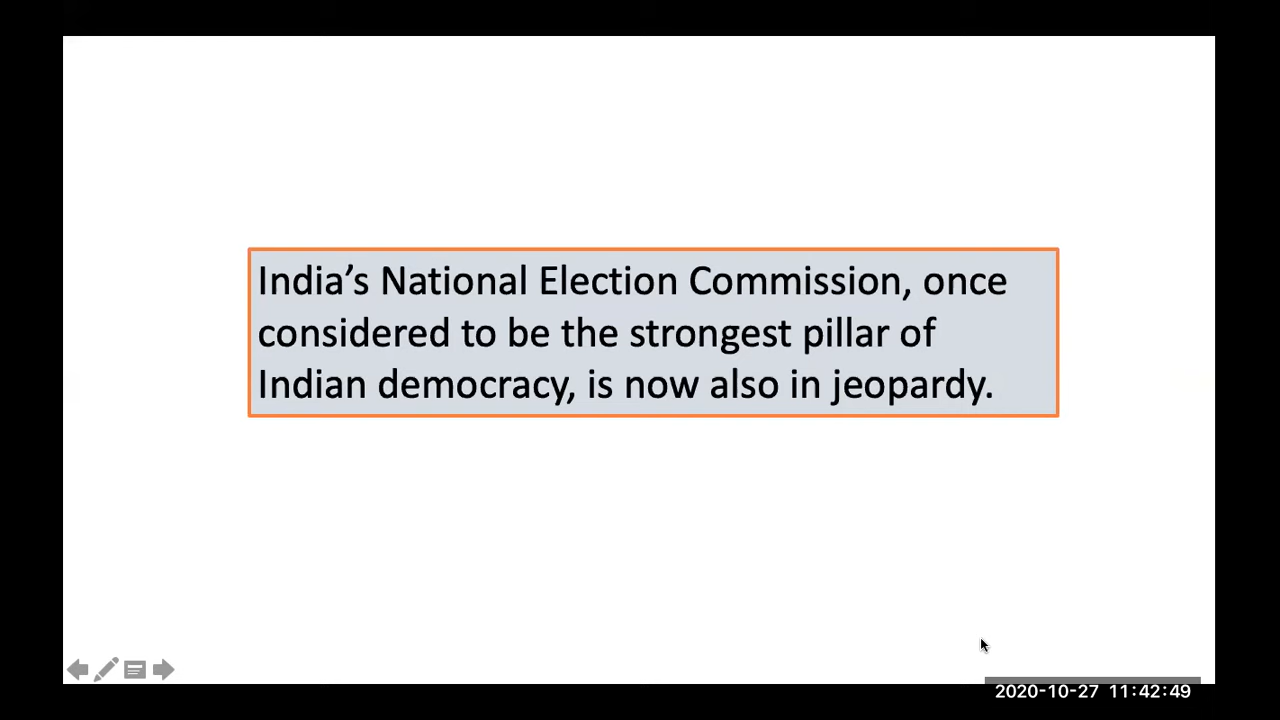 India’s National Election Commission, once
considered to be the strongest pillar of
Indian democracy, is now also in jeopardy.
2020-10-27 11:42:49